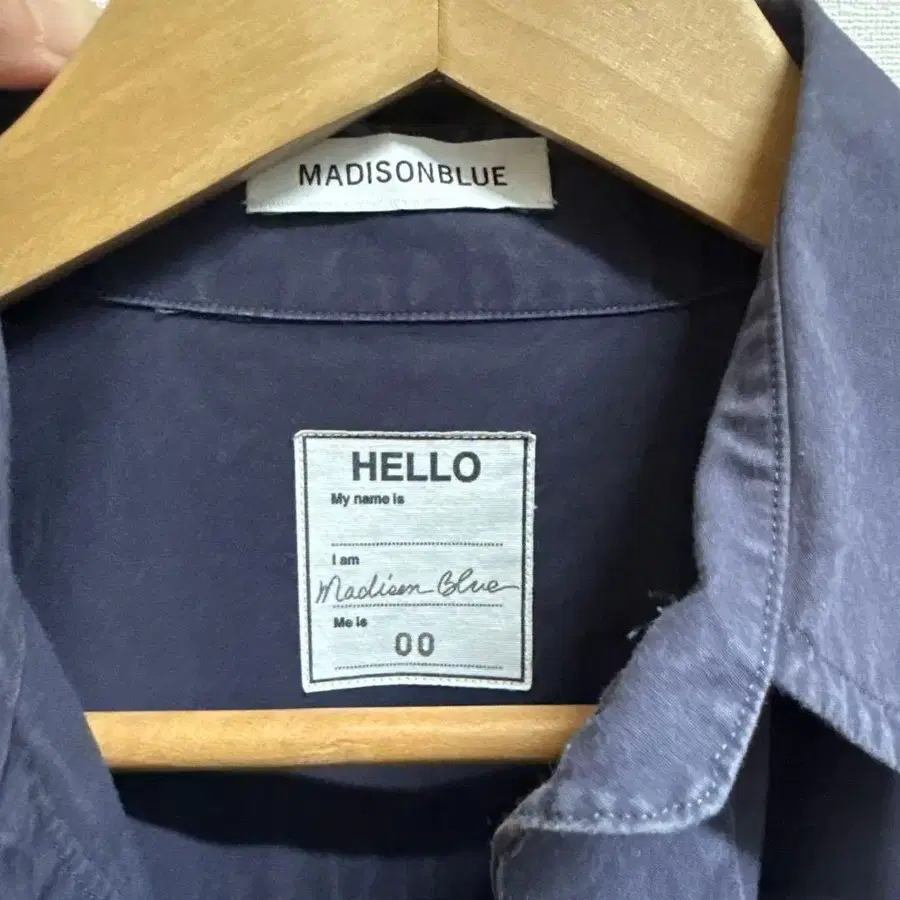 MADISONBLUE
HELLO
My name is
I am
Madison Blue
Me is
00